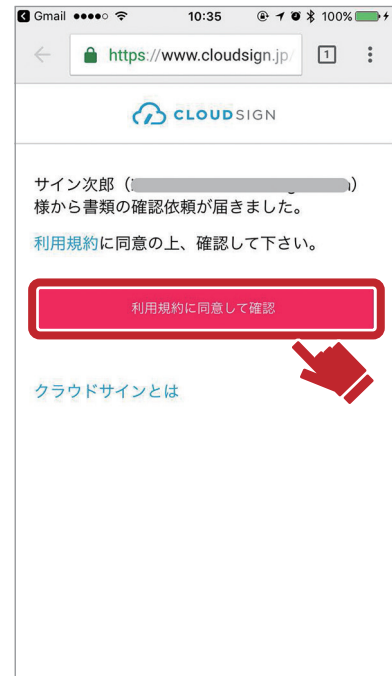 Gmail 10:35 100%
https://www.cloudsign.jp/ 1
CLOUDSIGN
サイン次郎（ ）
様から書類の確認依頼が届きました。
利用規約に同意の上、確認して下さい。
利用規約に同意して確認
クラウドサインとは